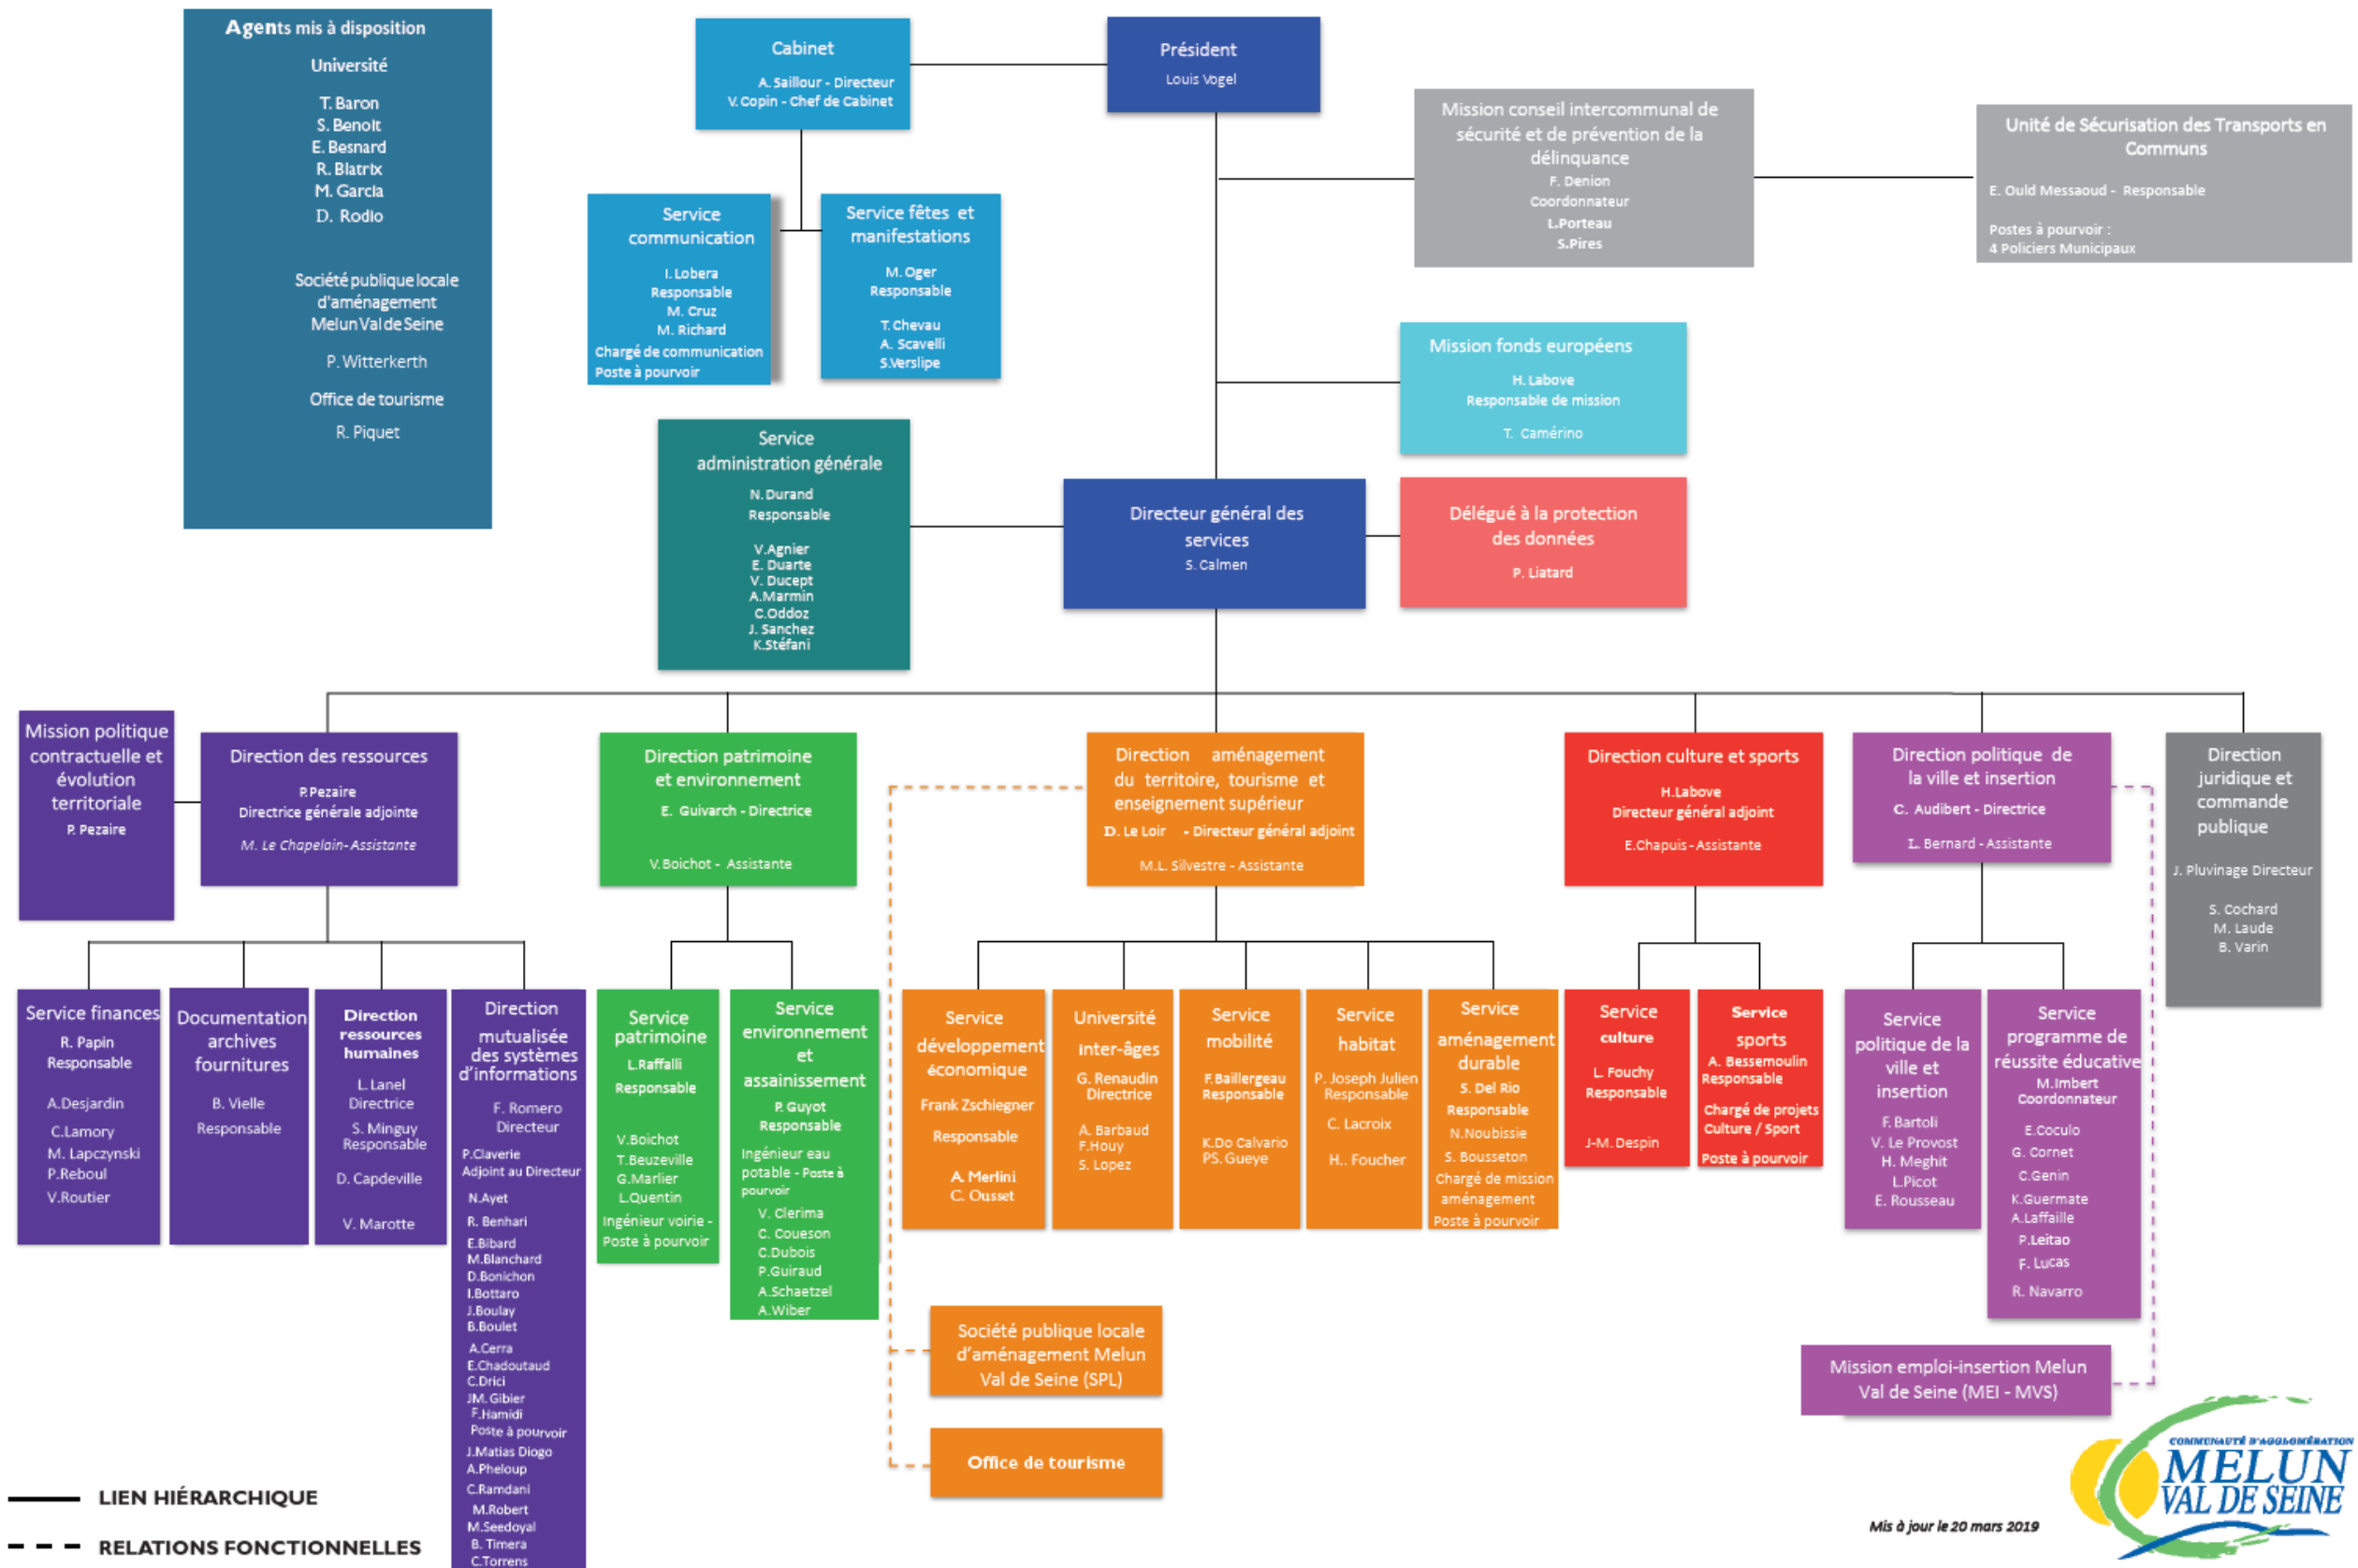 Agents mis à disposition
Université
T. Baron
S. Benoit
E. Besnard
R. Blatrix
M. Garcia
D. Rodio
Société publique locale
d'aménagement
Melun Val de Seine
P. Witterkerth
Office de tourisme
R. Piquet
Cabinet
A. Saillour - Directeur
V. Copin - Chef de Cabinet
Président
Louis Vogel
Mission conseil intercommunal de
sécurité et de prévention de la
délinquance
F. Denion
Coordonnateur
L.Porteau
S.Pires
Unité de Sécurisation des Transports en
Communs
E. Ould Messaoud - Responsable
Postes à pourvoir :
4 Policiers Municipaux
Service
communication
I. Lobera
Responsable
M. Cruz
M. Richard
Chargé de communication
Poste à pourvoir
Service fêtes et
manifestations
M. Oger
Responsable
T. Chevau
A. Scavelli
S.Verslipe
Mission fonds européens
H. Labove
Responsable de mission
T. Camérino
Service
administration générale
N. Durand
Responsable
V.Agnier
E. Duarte
V. Ducept
A.Marmin
C.Oddoz
J. Sanchez
K.Stéfani
Directeur général des
services
S. Calmen
Délégué à la protection
des données
P. Liatard
Mission politique
contractuelle et
évolution
territoriale
P. Pezaire
Direction des ressources
P.Pezaire
Directrice générale adjointe
M. Le Chapelain- Assistante
Direction patrimoine
et environnement
E. Guivarch - Directrice
V. Boichot - Assistante
Direction aménagement
du territoire, tourisme et
enseignement supérieur
D. Le Loir - Directeur général adjoint
M.L. Silvestre - Assistante
Direction culture et sports
H.Labove
Directeur général adjoint
E.Chapuis - Assistante
Direction politique de
la ville et insertion
C. Audibert - Directrice
L. Bernard - Assistante
Direction
juridique et
commande
publique
J. Pluvinage Directeur
S. Cochard
M. Laude
B. Varin
Service finances
R. Papin
Responsable
A.Desjardin
C.Lamory
M. Lapczynski
P.Reboul
V.Routier
Documentation
archives
fournitures
B. Vielle
Responsable
Direction
ressources
humaines
L. Lanel
Directrice
S. Minguy
Responsable
D. Capdeville
V. Marotte
Direction
mutualisée
des systèmes
d'informations
F. Romero
Directeur
P.Claverie
Adjoint au Directeur
N.Ayet
R. Benhari
E.Bibard
M.Blanchard
D.Bonichon
I.Bottaro
J.Boulay
B.Boulet
A.Cerra
E.Chadoutaud
C.Drici
JM. Gibier
F.Hamidi
Poste à pourvoir
J.Matias Diogo
A.Pheloup
C.Ramdani
M.Robert
M.Seedoyal
B. Timera
C.Torrens
Service
patrimoine
L.Raffalli
Responsable
V.Boichot
T.Beuzeville
G.Marlier
L.Quentin
Ingénieur voirie -
Poste à pourvoir
Service
environnement
et
assainissement
P. Guyot
Responsable
Ingénieur eau
potable - Poste à
pourvoir
V. Clerima
C. Coueson
C.Dubois
P.Guiraud
A.Schaetzel
A.Wiber
Service
développement
économique
Frank Zschiegner
Responsable
A. Merlini
C. Ousset
Université
inter-âges
G. Renaudin
Directrice
A. Barbaud
F.Houy
S. Lopez
Service
mobilité
F.Baillergeau
Responsable
K.Do Calvario
PS. Gueye
Service
habitat
P. Joseph Julien
Responsable
C. Lacroix
H.. Foucher
Service
aménagement
durable
S. Del Rio
Responsable
N.Noubissie
S. Bousseton
Chargé de mission
aménagement
Poste à pourvoir
Service
culture
L. Fouchy
Responsable
J-M. Despin
Service
sports
A. Bessemoulin
Responsable
Chargé de projets
Culture / Sport
Poste à pourvoir
Service
politique de la
ville et
insertion
F. Bartoli
V. Le Provost
H. Meghit
L.Picot
E. Rousseau
Service
programme de
réussite éducative
M.Imbert
Coordonnateur
E.Coculo
G. Cornet
C.Genin
K.Guermate
A.Laffaille
P.Leitao
F. Lucas
R. Navarro
Société publique locale
d'aménagement Melun
Val de Seine (SPL)
Office de tourisme
Mission emploi-insertion Melun
Val de Seine (MEI - MVS)
LIEN HIÉRARCHIQUE
RELATIONS FONCTIONNELLES
Mis à jour le 20 mars 2019
COMMUNAUTÉ D'AGGLOMÉRATION
MELUN
VAL DE SEINE